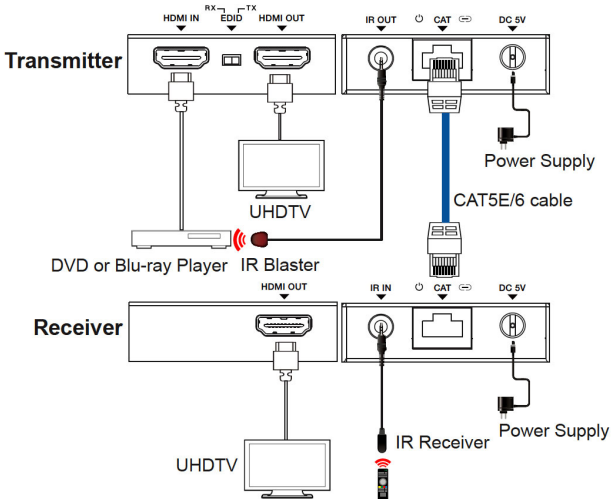 RX TX
HDMI IN EDID HDMI OUT IR OUT CAT DC 5V
Transmitter
Power Supply
UHDTV
CAT5E/6 cable
DVD or Blu-ray Player IR Blaster
HDMI OUT IR IN CAT DC 5V
Receiver
IR Receiver
Power Supply
UHDTV